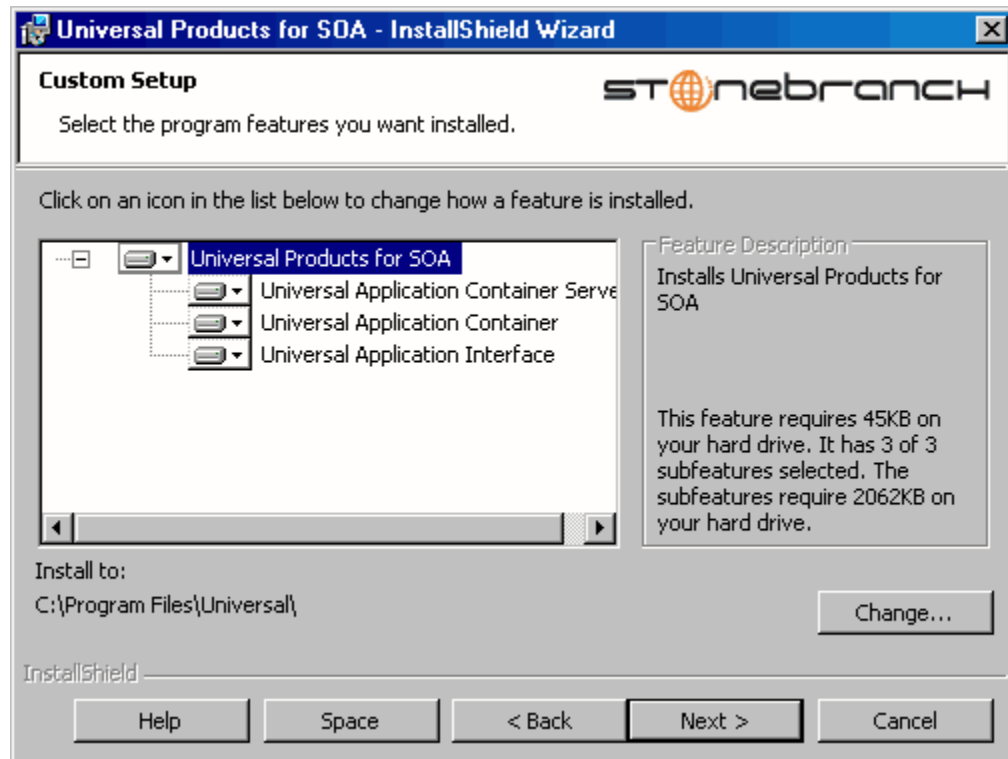 Universal Products for SOA - InstallShield Wizard
Custom Setup
STonebranch
Select the program features you want installed.
Click on an icon in the list below to change how a feature is installed.
Universal Products for SOA
Universal Application Container Serve
Universal Application Container
Universal Application Interface
Feature Description
Installs Universal Products for
SOA
This feature requires 45KB on
your hard drive. It has 3 of 3
subfeatures selected. The
subfeatures require 2062KB on
your hard drive.
Install to:
C:\Program Files\Universal\
Change...
InstallShield
Help
Space
< Back
Next >
Cancel